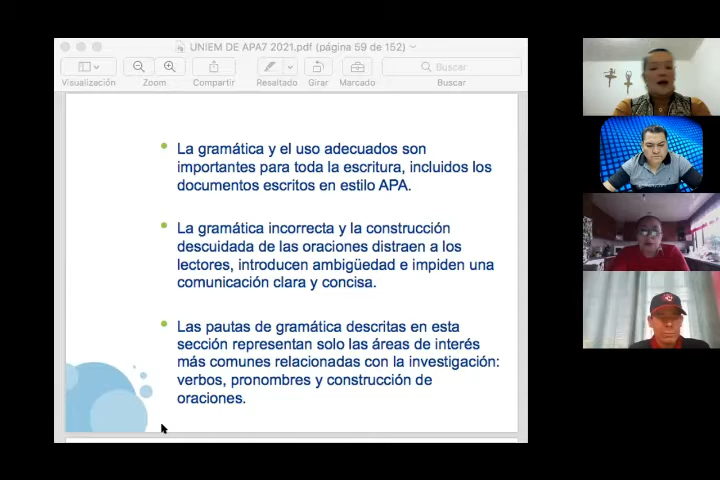 UNIEM DE APA7 2021.pdf (página 59 de 152)
Buscar
Visualización Zoom Compartir Resaltado Girar Marcado Buscar
La gramática y el uso adecuados son
importantes para toda la escritura, incluidos los
documentos escritos en estilo APA.
La gramática incorrecta y la construcción
descuidada de las oraciones distraen a los
lectores, introducen ambigüedad e impiden una
comunicación clara y concisa.
Las pautas de gramática descritas en esta
sección representan solo las áreas de interés
más comunes relacionadas con la investigación:
verbos, pronombres y construcción de
oraciones.